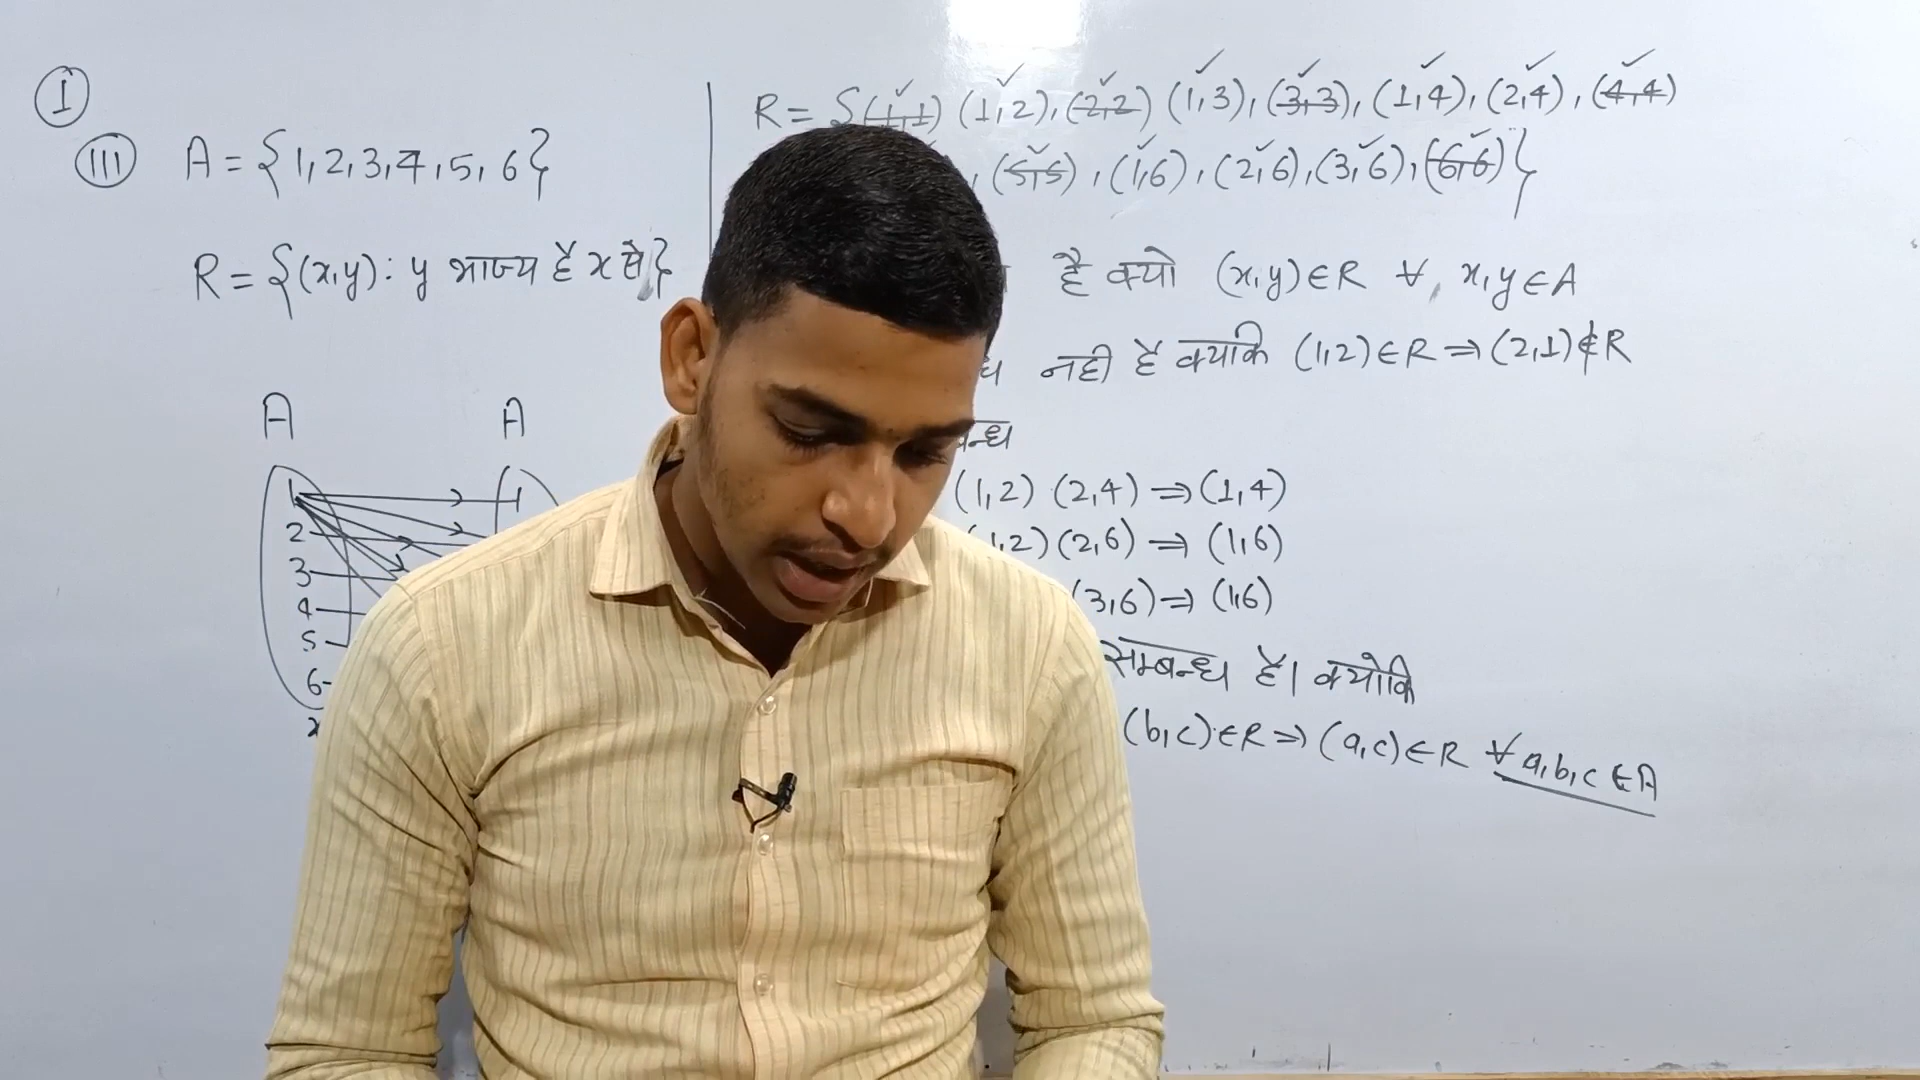 I
III A = {1,2,3,4,5,6}
R = {(x,y): y भाज्य है x से}
A A
1 1
2
3
4
5
6
x
R = {(1,1) (1,2), (2,2) (1,3), (3,3), (1,4), (2,4), (4,4)
, (5,5), (1,6), (2,6), (3,6), (6,6)}
है क्यो (x,y)∈R ∀, x,y∈A
नही है क्योकि (1,2)∈R ⇒ (2,1)∉R
(1,2) (2,4) ⇒ (1,4)
1,2) (2,6) ⇒ (1,6)
(3,6) ⇒ (1,6)
सम्बन्ध है। क्योकि
(b,c)∈R ⇒ (a,c)∈R ∀ a,b,c ∈A